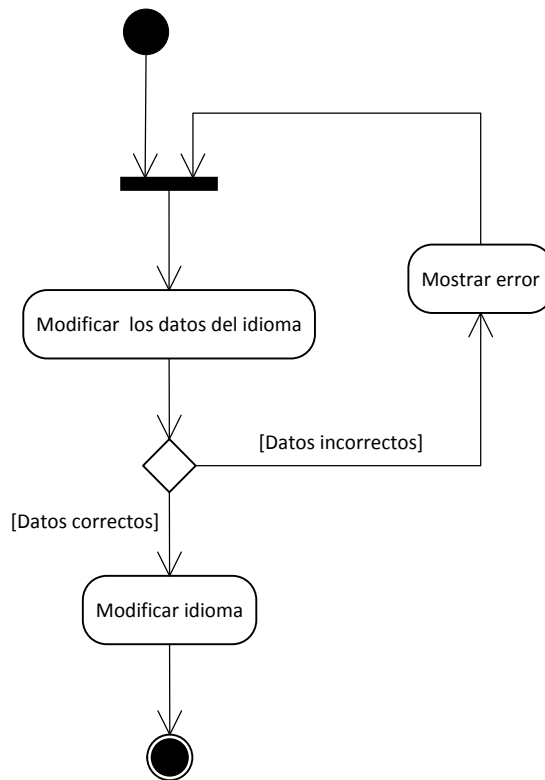 Mostrar error
Modificar  los datos del idioma
[Datos incorrectos]
[Datos correctos]
Modificar idioma